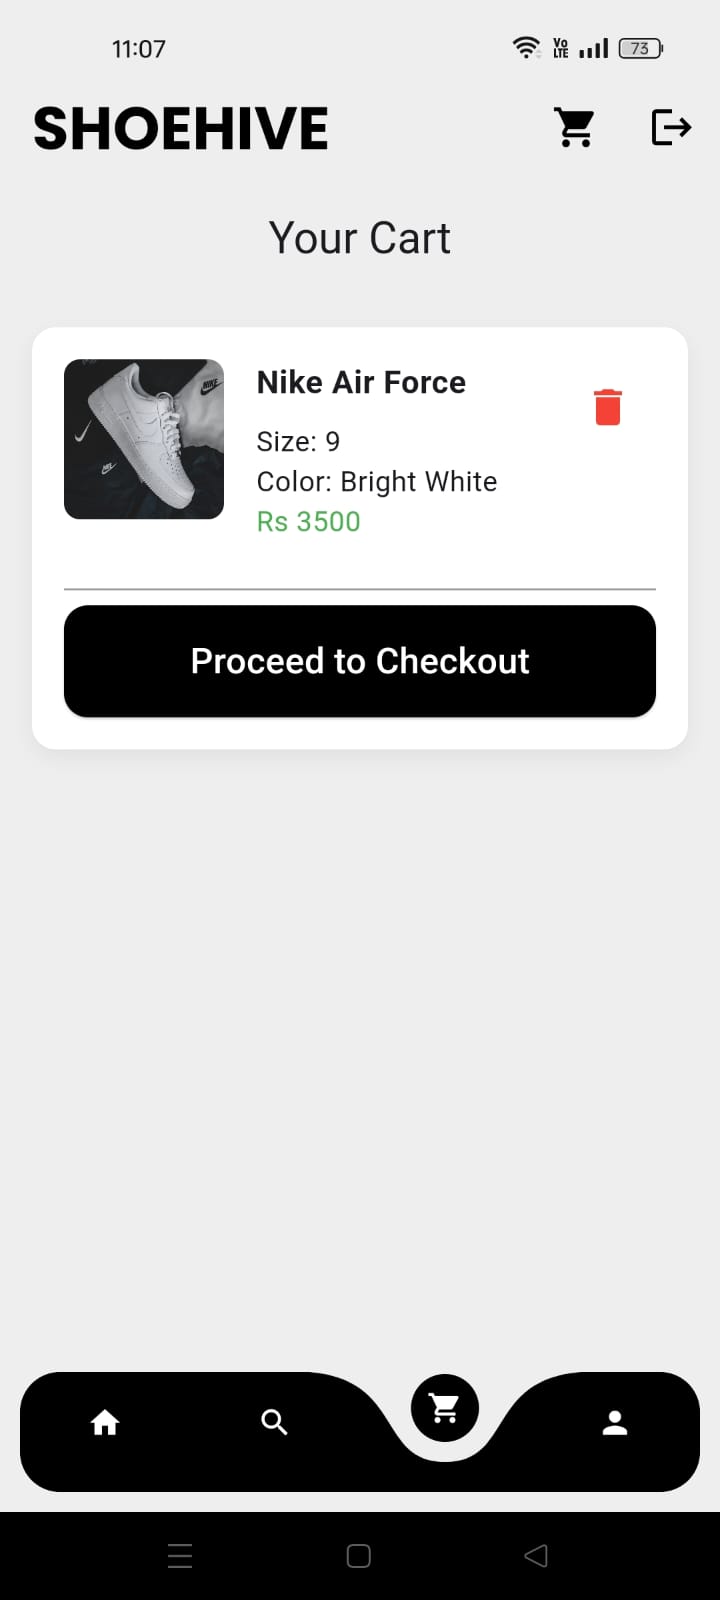 11:07
Vo
LTE
73
SHOEHIVE
Your Cart
NIKE
Nike Air Force
Size: 9
Color: Bright White
Rs 3500
Proceed to Checkout